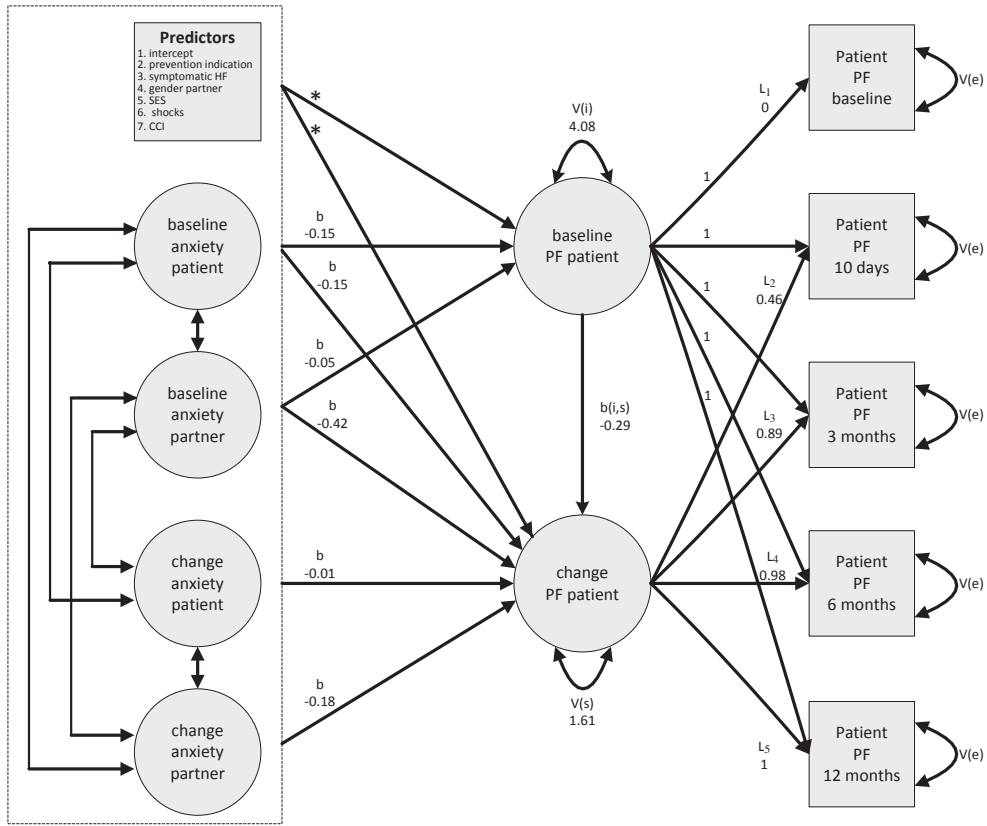 Predictors
1. intercept
2. prevention indication
3. symptomatic HF
4. gender partner
5. SES
6. shocks
7. CCI
baseline
anxiety
patient
baseline
anxiety
partner
change
anxiety
patient
change
anxiety
partner
*
*
b
-0.15
b
-0.15
b
-0.05
b
-0.42
b
-0.01
b
-0.18
V(i)
4.08
baseline
PF patient
b(i,s)
-0.29
change
PF patient
V(s)
1.61
L1
0
1
1
1
1
1
L2
0.46
L3
0.89
L4
0.98
L5
1
Patient
PF
baseline
V(e)
Patient
PF
10 days
V(e)
Patient
PF
3 months
V(e)
Patient
PF
6 months
V(e)
Patient
PF
12 months
V(e)